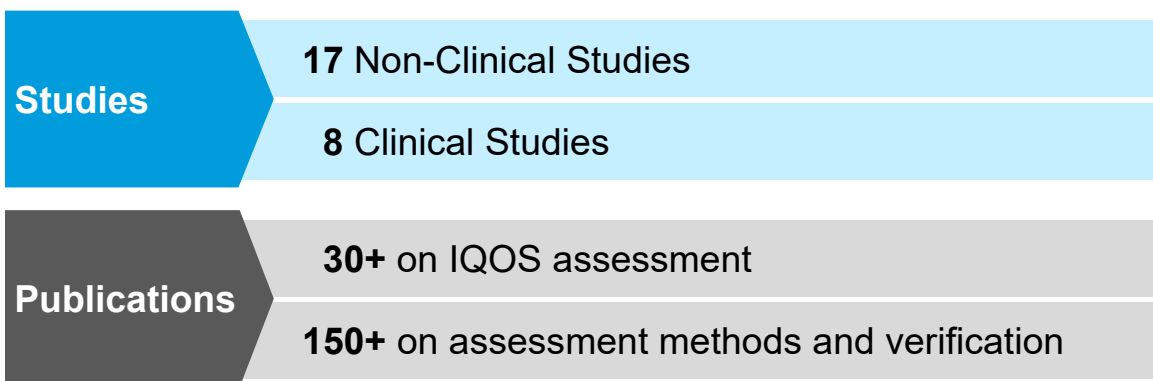 Studies
17 Non-Clinical Studies
8 Clinical Studies
Publications
30+ on IQOS assessment
150+ on assessment methods and verification